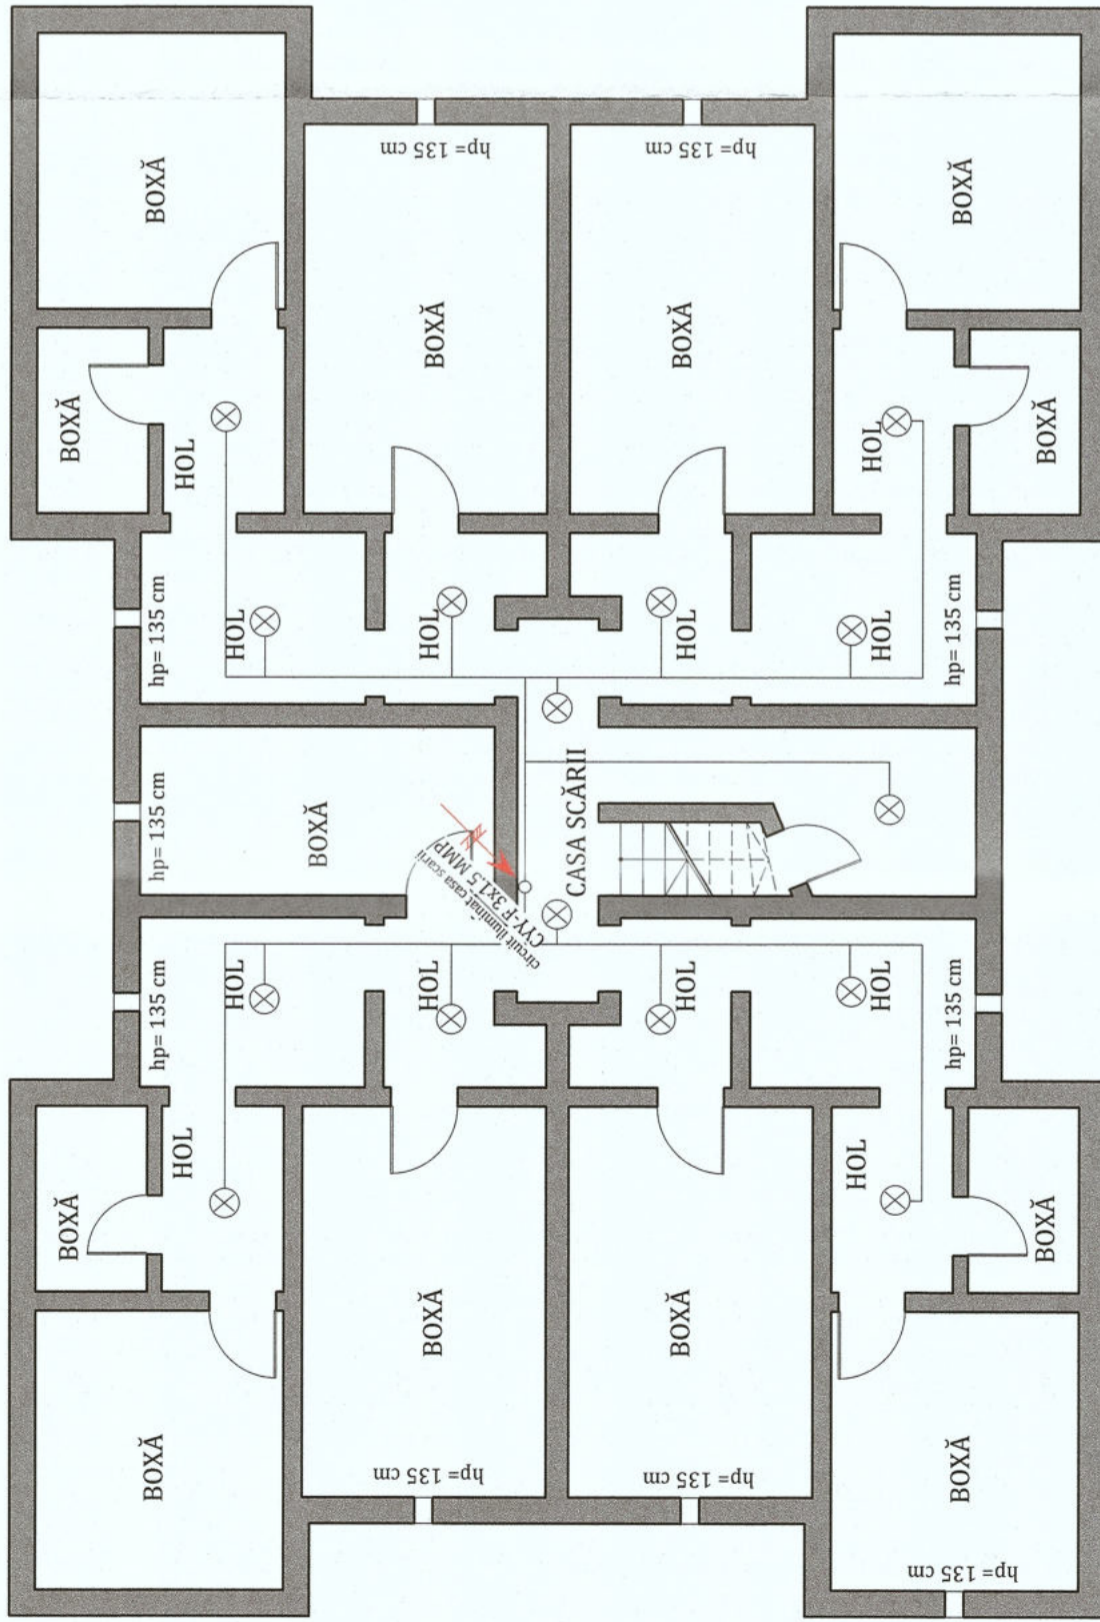 BOXĂ
BOXĂ
hp= 135 cm
hp= 135 cm
BOXĂ
BOXĂ
BOXĂ
BOXĂ
HOL
HOL
hp= 135 cm
HOL
HOL
HOL
HOL
hp= 135 cm
hp= 135 cm
BOXĂ
CASA SCĂRII
circuit Iluminat casa scarii
CYY-F 3x1.5 MMP
hp= 135 cm
HOL
HOL
HOL
HOL
hp= 135 cm
HOL
HOL
BOXĂ
BOXĂ
BOXĂ
BOXĂ
BOXĂ
BOXĂ
hp= 135 cm
hp= 135 cm
hp= 135 cm